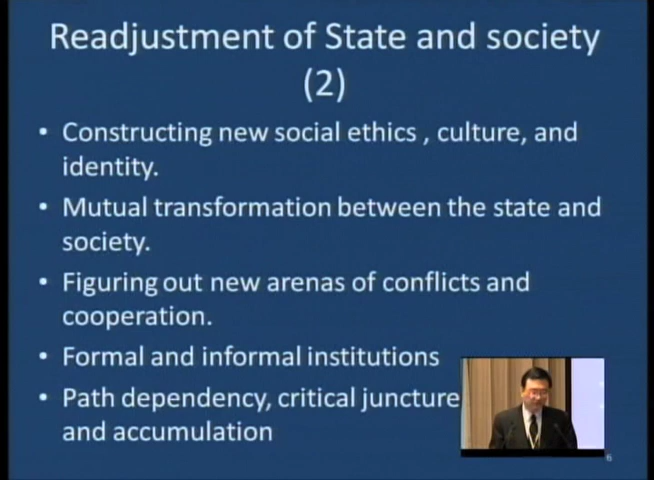 Readjustment of State and society
(2)
• Constructing new social ethics , culture, and
identity.
• Mutual transformation between the state and
society.
• Figuring out new arenas of conflicts and
cooperation.
• Formal and informal institutions
• Path dependency, critical juncture
and accumulation
6